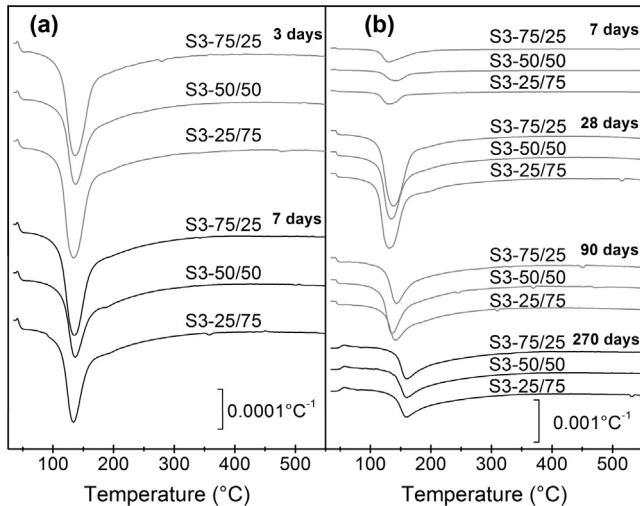 (a)
3 days
S3-75/25
S3-50/50
S3-25/75
7 days
S3-75/25
S3-50/50
S3-25/75
0.0001°C⁻¹
100 200 300 400 500
Temperature (°C)
(b)
7 days
S3-75/25
S3-50/50
S3-25/75
28 days
S3-75/25
S3-50/50
S3-25/75
90 days
S3-75/25
S3-50/50
S3-25/75
270 days
S3-75/25
S3-50/50
S3-25/75
0.001°C⁻¹
100 200 300 400 500
Temperature (°C)